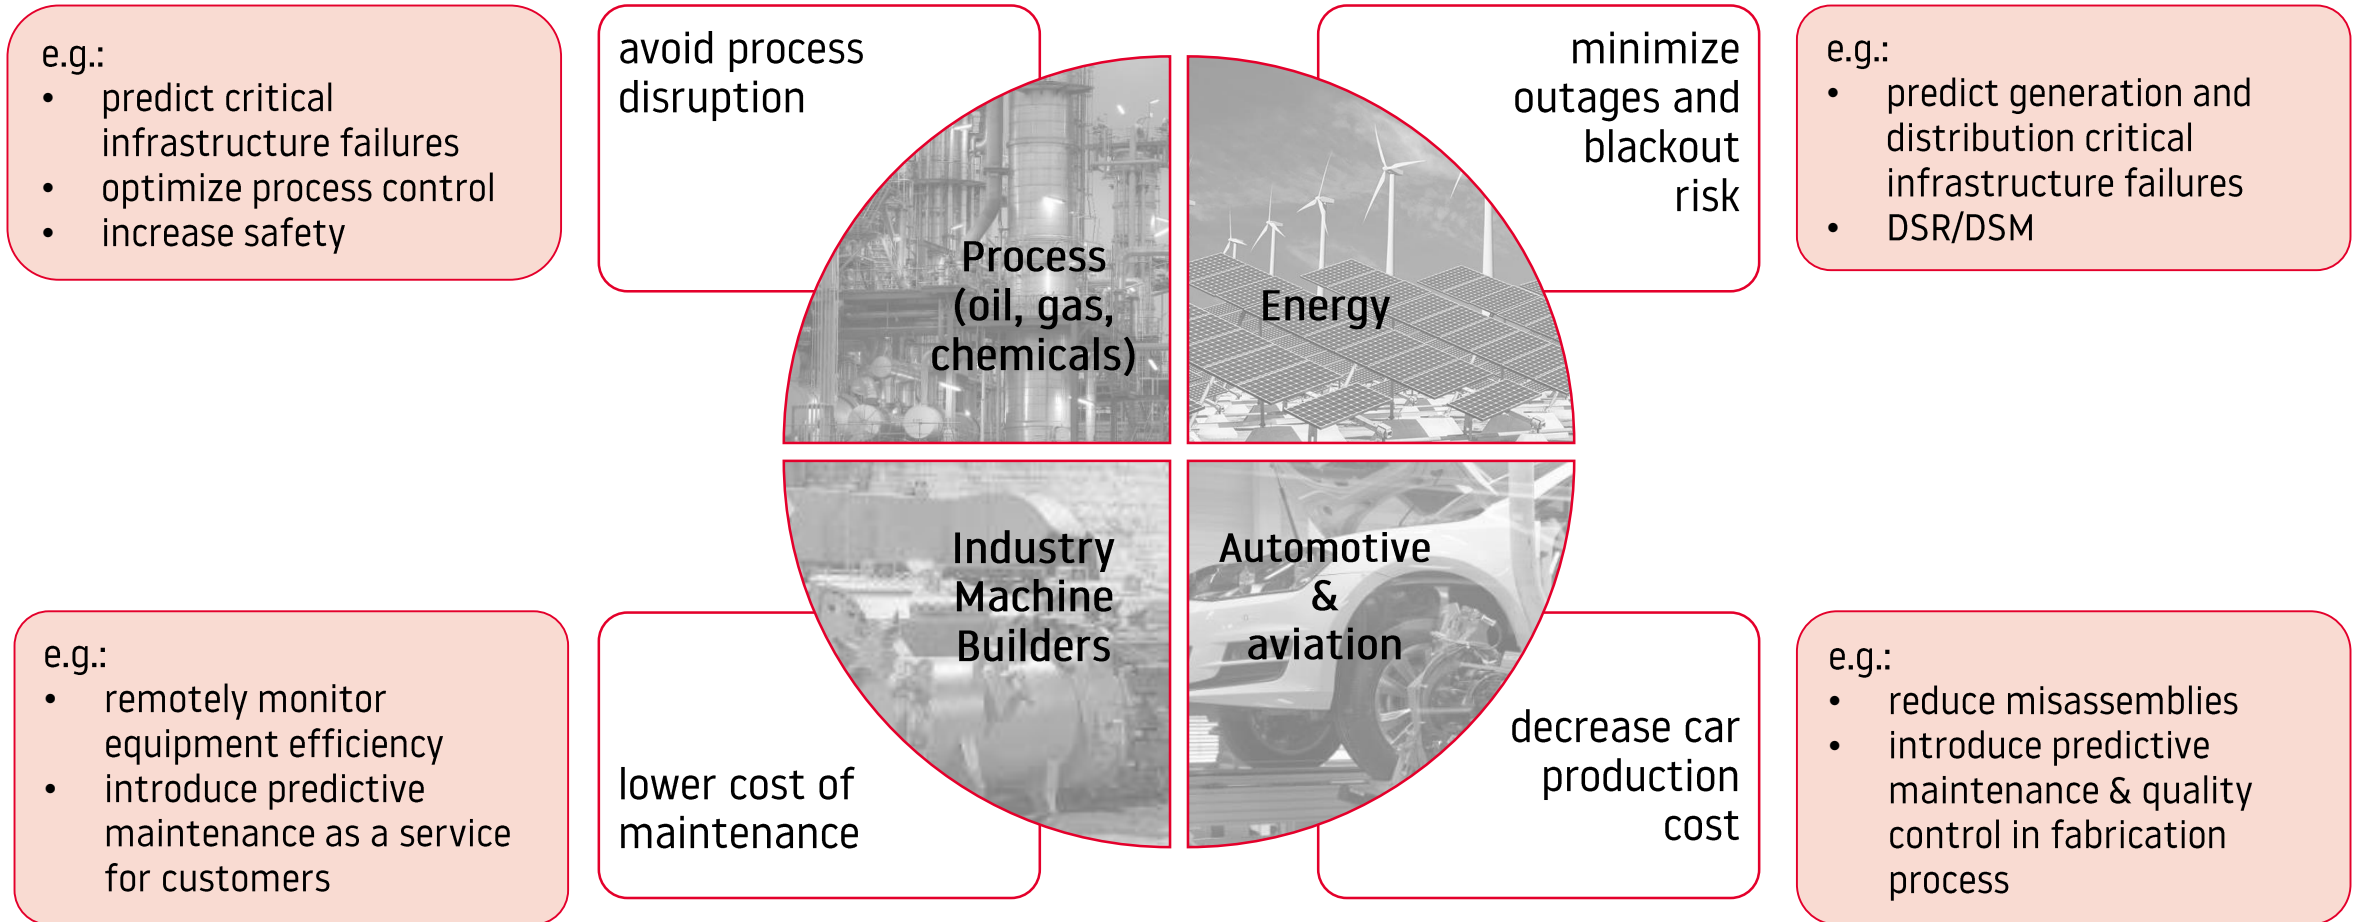 e.g.:
• predict critical
infrastructure failures
• optimize process control
• increase safety
avoid process
disruption
Process
(oil, gas,
chemicals)
minimize
outages and
blackout
risk
Energy
e.g.:
• predict generation and
distribution critical
infrastructure failures
• DSR/DSM
e.g.:
• remotely monitor
equipment efficiency
• introduce predictive
maintenance as a service
for customers
lower cost of
maintenance
Industry
Machine
Builders
Automotive
&
aviation
decrease car
production
cost
e.g.:
• reduce misassemblies
• introduce predictive
maintenance & quality
control in fabrication
process